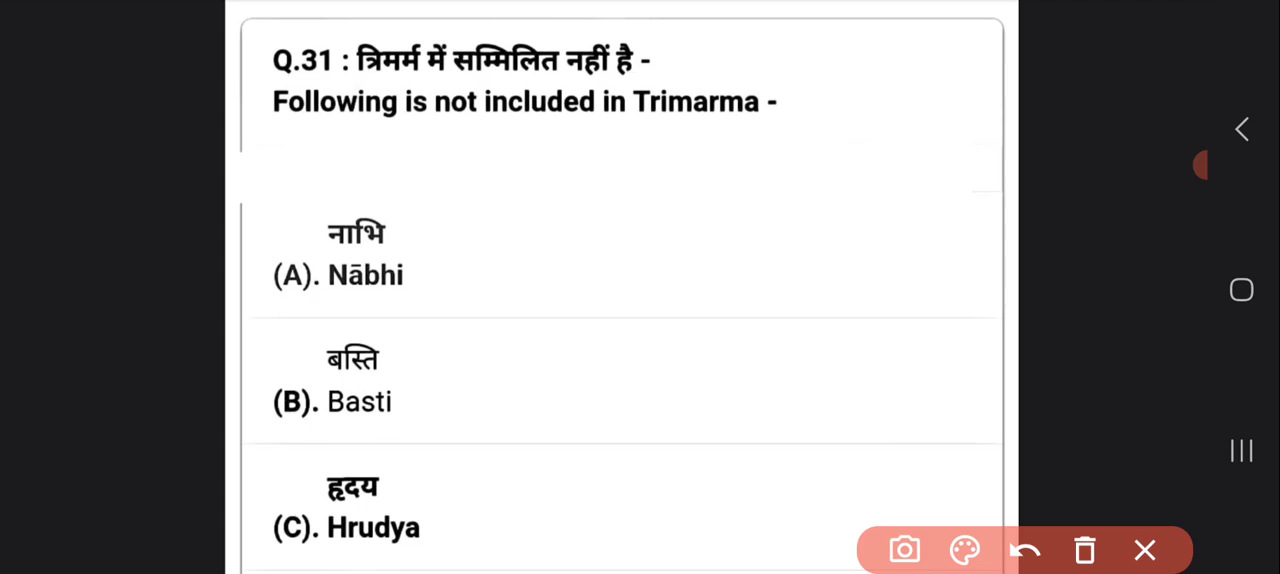 Q.31 : त्रिमर्म में सम्मिलित नहीं है -
Following is not included in Trimarma -
नाभि
(A). Nābhi
बस्ति
(B). Basti
हृदय
(C). Hrudya